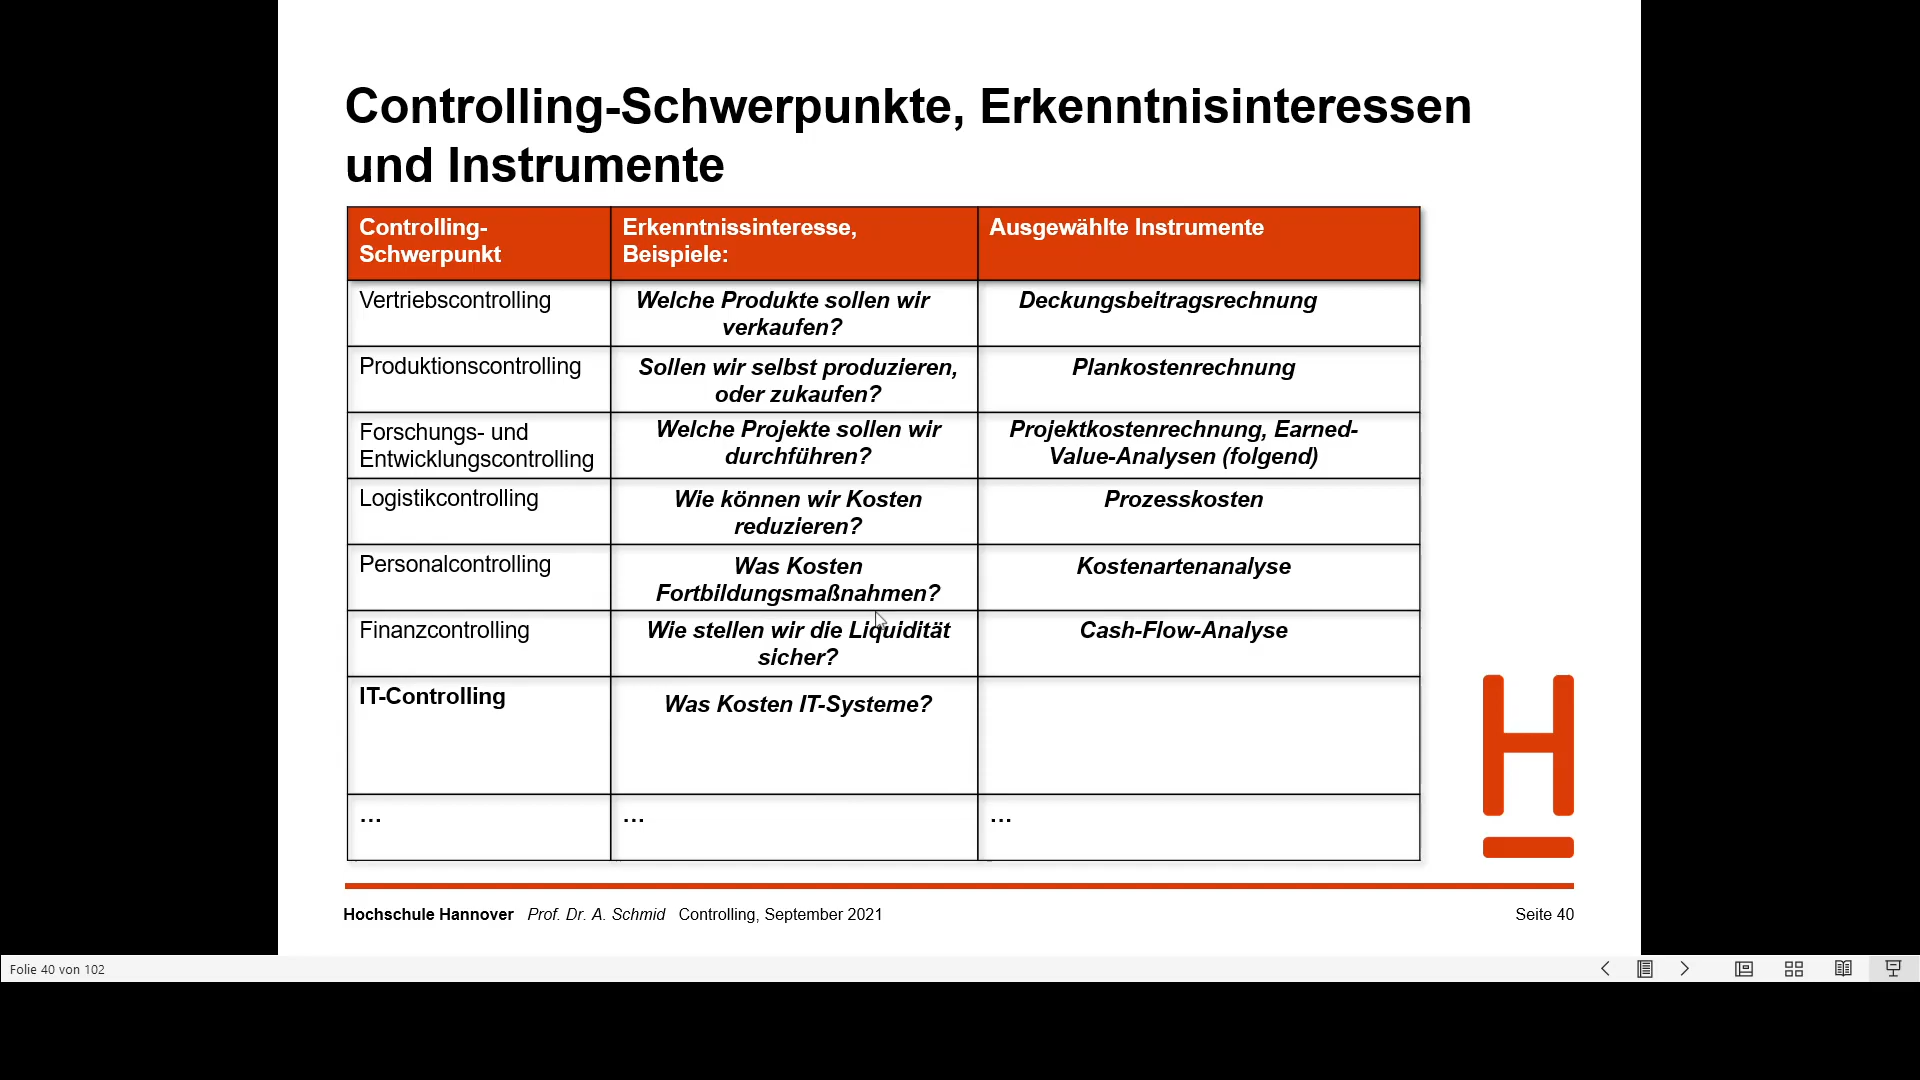 Controlling-Schwerpunkte, Erkenntnisinteressen
und Instrumente
Controlling-
Schwerpunkt
Erkenntnissinteresse,
Beispiele:
Ausgewählte Instrumente
Vertriebscontrolling
Welche Produkte sollen wir
verkaufen?
Deckungsbeitragsrechnung
Produktionscontrolling
Sollen wir selbst produzieren,
oder zukaufen?
Plankostenrechnung
Forschungs- und
Entwicklungscontrolling
Welche Projekte sollen wir
durchführen?
Projektkostenrechnung, Earned-
Value-Analysen (folgend)
Logistikcontrolling
Wie können wir Kosten
reduzieren?
Prozesskosten
Personalcontrolling
Was Kosten
Fortbildungsmaßnahmen?
Kostenartenanalyse
Finanzcontrolling
Wie stellen wir die Liquidität
sicher?
Cash-Flow-Analyse
IT-Controlling
Was Kosten IT-Systeme?
…
…
…
H
Hochschule Hannover Prof. Dr. A. Schmid Controlling, September 2021
Seite 40
Folie 40 von 102